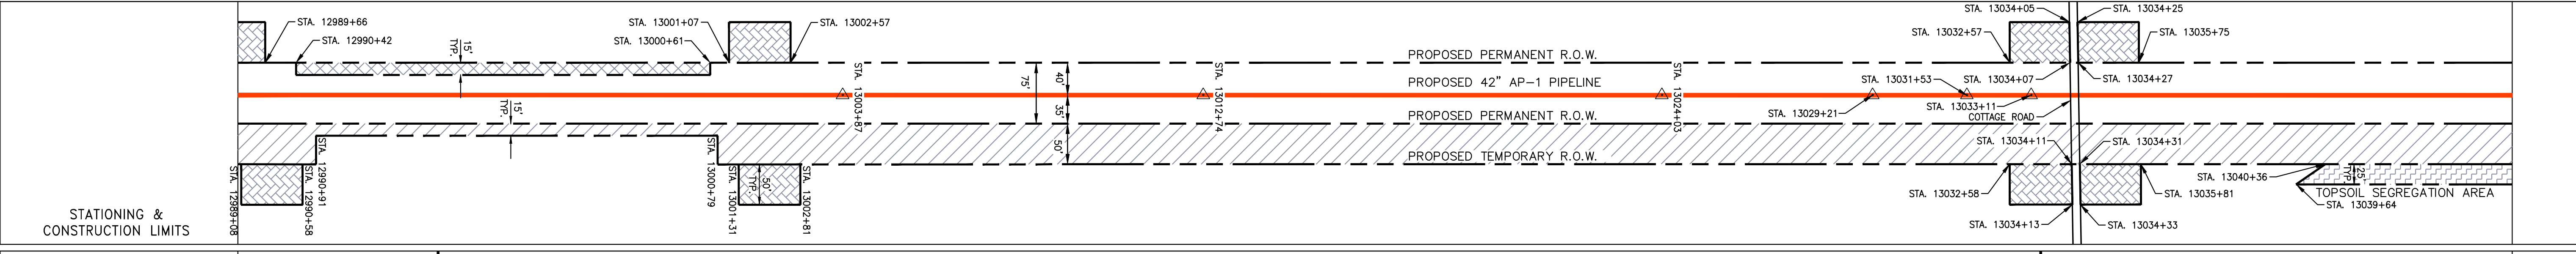 STATIONING &
CONSTRUCTION LIMITS
STA. 12989+66
STA. 12990+42
15'
TYP.
STA. 13001+07
STA. 13000+61
STA. 13002+57
STA. 13003+87
75'
40'
35'
50'
STA. 13012+74
PROPOSED PERMANENT R.O.W.
PROPOSED 42" AP-1 PIPELINE
PROPOSED PERMANENT R.O.W.
PROPOSED TEMPORARY R.O.W.
STA. 13024+03
STA. 13034+05
STA. 13034+25
STA. 13032+57
STA. 13035+75
STA. 13031+53
STA. 13034+07
STA. 13034+27
STA. 13029+21
STA. 13033+11
COTTAGE ROAD
15'
TYP.
STA. 12989+08
STA. 12990+58
STA. 12990+91
STA. 13000+79
STA. 13001+31
50'
TYP.
STA. 13002+81
STA. 13034+11
STA. 13034+31
STA. 13032+58
STA. 13035+81
STA. 13034+13
STA. 13034+33
STA. 13040+36
25'
TYP.
TOPSOIL SEGREGATION AREA
STA. 13039+64